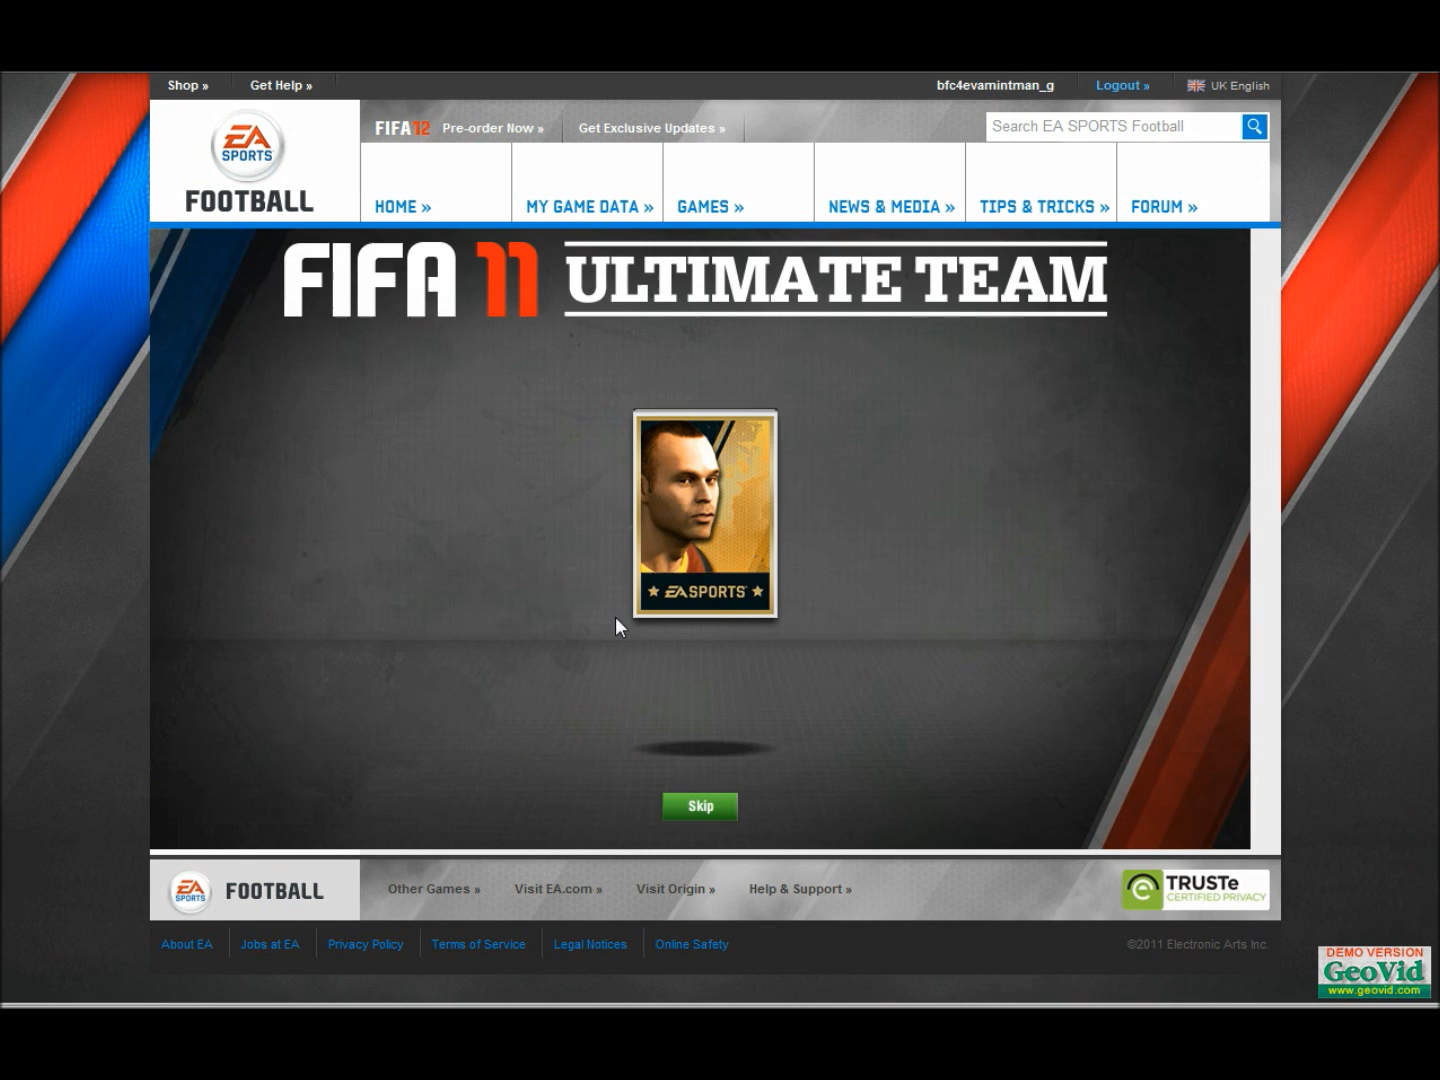 Shop »
Get Help »
bfc4evamintman_g
Logout »
UK English
EA SPORTS
FOOTBALL
FIFA 12 Pre-order Now »
Get Exclusive Updates »
Search EA SPORTS Football
HOME »
MY GAME DATA »
GAMES »
NEWS & MEDIA »
TIPS & TRICKS »
FORUM »
FIFA 11 ULTIMATE TEAM
★ EA SPORTS ★
Skip
EA SPORTS
FOOTBALL
Other Games »
Visit EA.com »
Visit Origin »
Help & Support »
TRUSTe
CERTIFIED PRIVACY
About EA
Jobs at EA
Privacy Policy
Terms of Service
Legal Notices
Online Safety
©2011 Electronic Arts Inc.
DEMO VERSION
GeoVid
www.geovid.com